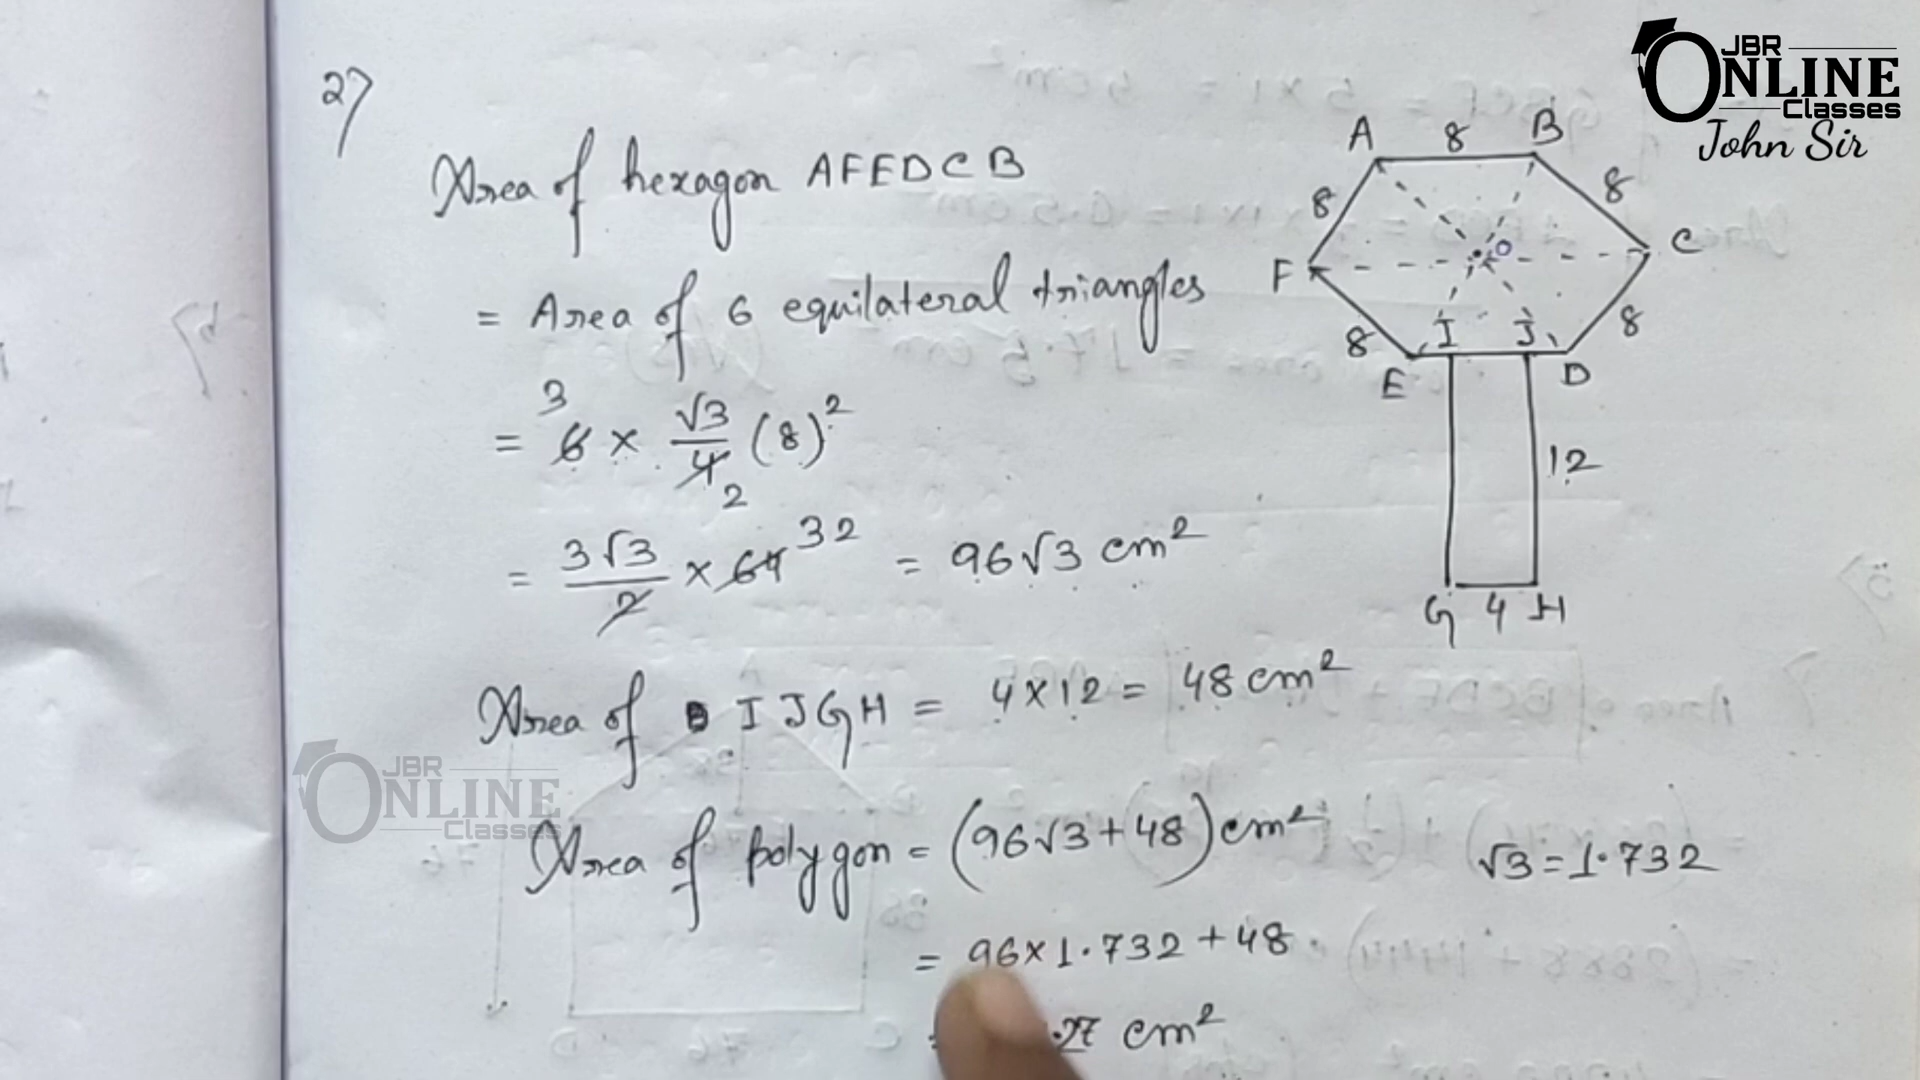 JBR
ONLINE
Classes
John Sir
27)
Area of hexagon AFEDCB
= Area of 6 equilateral triangles
3
= 6 × √3/4 (8)²
2
= 3√3/2 × 64 32 = 96√3 cm²
Area of IJGH = 4×12 = 48 cm²
Area of polygon = (96√3+48) cm²
√3 = 1.732
= 96×1.732+48
.27 cm²
A 8 B
8 8
F O C
8 I J 8
E D
12
G 4 H
JBR
ONLINE
Classes